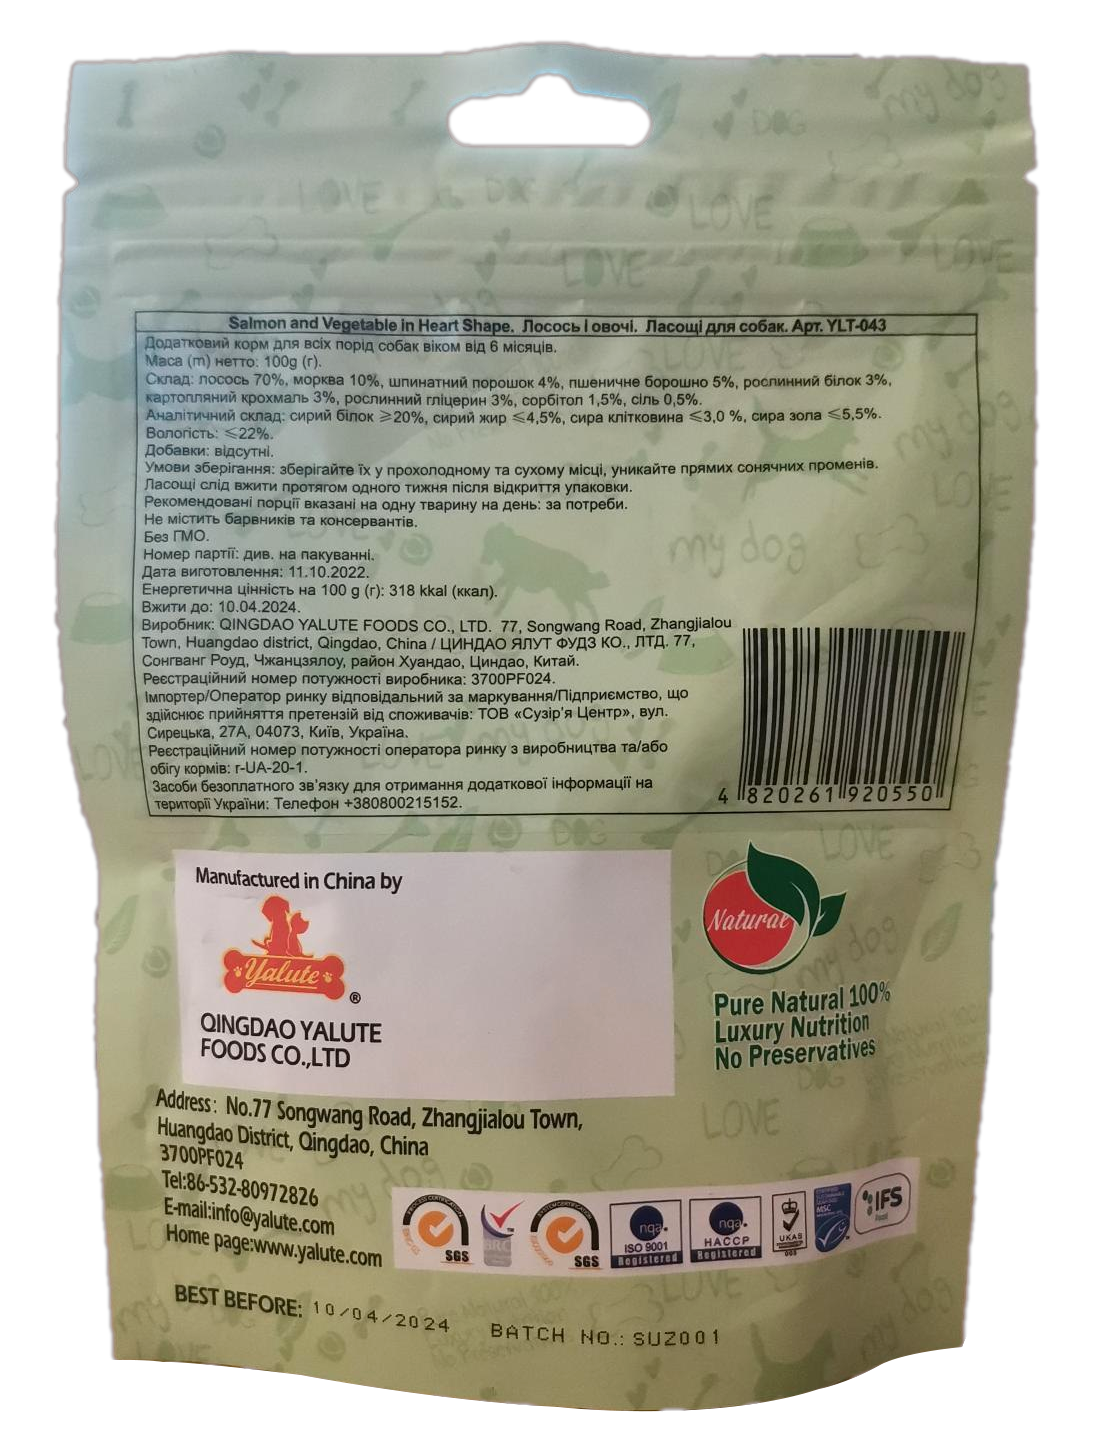 Salmon and Vegetable in Heart Shape. Лосось і овочі. Ласощі для собак. Арт. YLT-043
Додатковий корм для всіх порід собак віком від 6 місяців.
Маса (m) нетто: 100g (г).
Склад: лосось 70%, морква 10%, шпинатний порошок 4%, пшеничне борошно 5%, рослинний білок 3%,
картопляний крохмаль 3%, рослинний гліцерин 3%, сорбітол 1,5%, сіль 0,5%.
Аналітичний склад: сирий білок ⩾20%, сирий жир ⩽4,5%, сира клітковина ⩽3,0 %, сира зола ⩽5,5%.
Вологість: ⩽22%.
Добавки: відсутні.
Умови зберігання: зберігайте їх у прохолодному та сухому місці, уникайте прямих сонячних променів.
Ласощі слід вжити протягом одного тижня після відкриття упаковки.
Рекомендовані порції вказані на одну тварину на день: за потреби.
Не містить барвників та консервантів.
Без ГМО.
Номер партії: див. на пакуванні.
Дата виготовлення: 11.10.2022.
Енергетична цінність на 100 g (г): 318 kkal (ккал).
Вжити до: 10.04.2024.
Виробник: QINGDAO YALUTE FOODS CO., LTD. 77, Songwang Road, Zhangjialou
Town, Huangdao district, Qingdao, China / ЦИНДАО ЯЛУТ ФУДЗ КО., ЛТД. 77,
Сонгванг Роуд, Чжанцзялоу, район Хуандао, Циндао, Китай.
Реєстраційний номер потужності виробника: 3700PF024.
Імпортер/Оператор ринку відповідальний за маркування/Підприємство, що
здійснює прийняття претензій від споживачів: ТОВ «Сузір'я Центр», вул.
Сирецька, 27А, 04073, Київ, Україна.
Реєстраційний номер потужності оператора ринку з виробництва та/або
обігу кормів: r-UA-20-1.
Засоби безоплатного зв'язку для отримання додаткової інформації на
території України: Телефон +380800215152.
4 820261 920550
Manufactured in China by
Yalute ®
QINGDAO YALUTE
FOODS CO.,LTD
Natural
Pure Natural 100%
Luxury Nutrition
No Preservatives
Address: No.77 Songwang Road, Zhangjialou Town,
Huangdao District, Qingdao, China
3700PF024
Tel:86-532-80972826
E-mail:info@yalute.com
Home page:www.yalute.com
SGS
BRC
SGS
nqa.
ISO 9001
Registered
nqa.
HACCP
Registered
UKAS
MSC
IFS
Food
BEST BEFORE: 10/04/2024
BATCH NO.: SUZ001